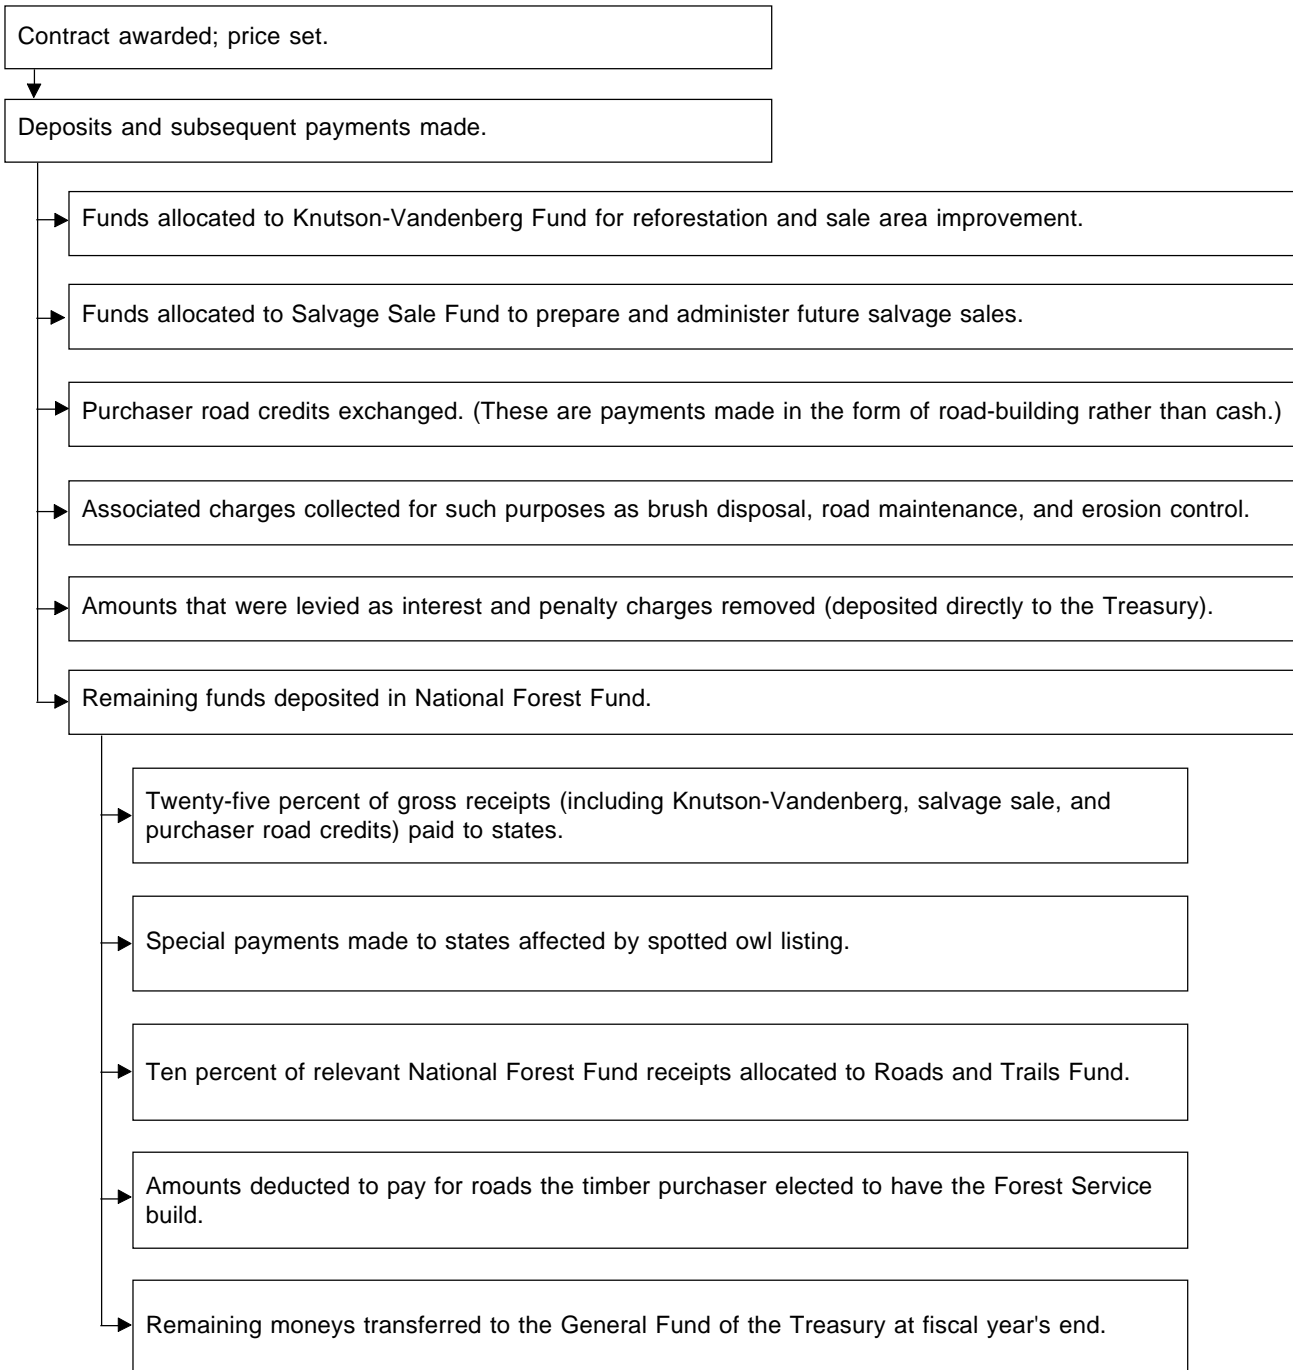 Contract awarded; price set.
Deposits and subsequent payments made.
Funds allocated to Knutson-Vandenberg Fund for reforestation and sale area improvement.
Funds allocated to Salvage Sale Fund to prepare and administer future salvage sales.
Purchaser road credits exchanged. (These are payments made in the form of road-building rather than cash.)
Associated charges collected for such purposes as brush disposal, road maintenance, and erosion control.
Amounts that were levied as interest and penalty charges removed (deposited directly to the Treasury).
Remaining funds deposited in National Forest Fund.
Twenty-five percent of gross receipts (including Knutson-Vandenberg, salvage sale, and
purchaser road credits) paid to states.
Special payments made to states affected by spotted owl listing.
Ten percent of relevant National Forest Fund receipts allocated to Roads and Trails Fund.
Amounts deducted to pay for roads the timber purchaser elected to have the Forest Service
build.
Remaining moneys transferred to the General Fund of the Treasury at fiscal year's end.